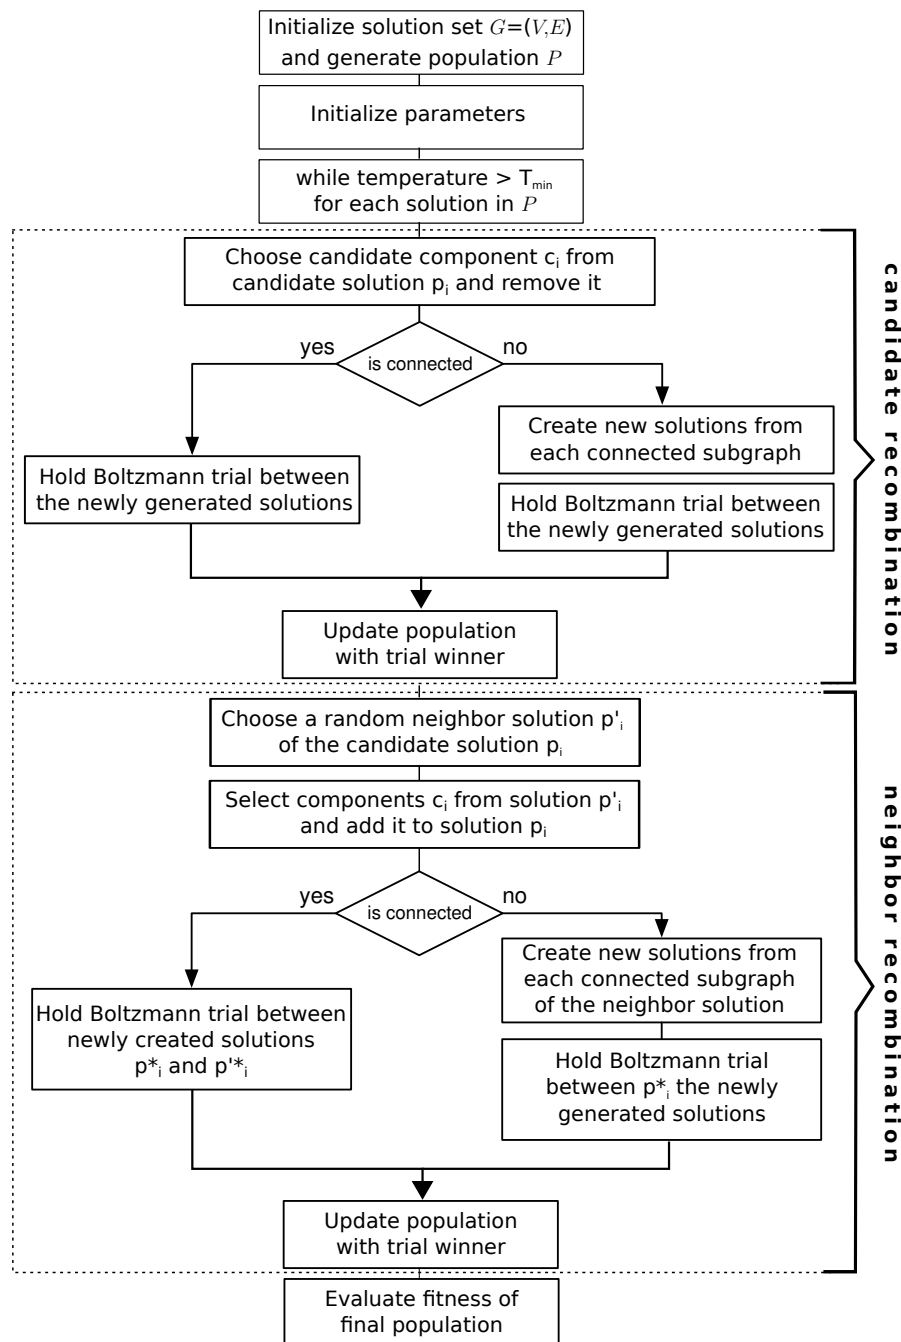 Initialize solution set G=(V,E)
and generate population P
Initialize parameters
while temperature > Tmin
for each solution in P
Choose candidate component ci from
candidate solution pi and remove it
yes
is connected
no
Create new solutions from
each connected subgraph
Hold Boltzmann trial between
the newly generated solutions
Hold Boltzmann trial between
the newly generated solutions
Update population
with trial winner
candidate recombination
Choose a random neighbor solution p'i
of the candidate solution pi
Select components ci from solution p'i
and add it to solution pi
yes
is connected
no
Create new solutions from
each connected subgraph
of the neighbor solution
Hold Boltzmann trial between
newly created solutions
p*i and p'*i
Hold Boltzmann trial
between p*i the newly
generated solutions
Update population
with trial winner
neighbor recombination
Evaluate fitness of
final population